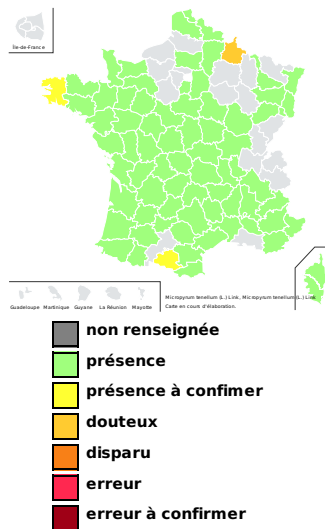 Île-de-France
Guadeloupe Martinique Guyane La Réunion Mayotte
Micropyrum tenellum (L.) Link, Micropyrum tenellum (L.) Link
Carte en cours d'élaboration.
non renseignée
présence
présence à confimer
douteux
disparu
erreur
erreur à confirmer